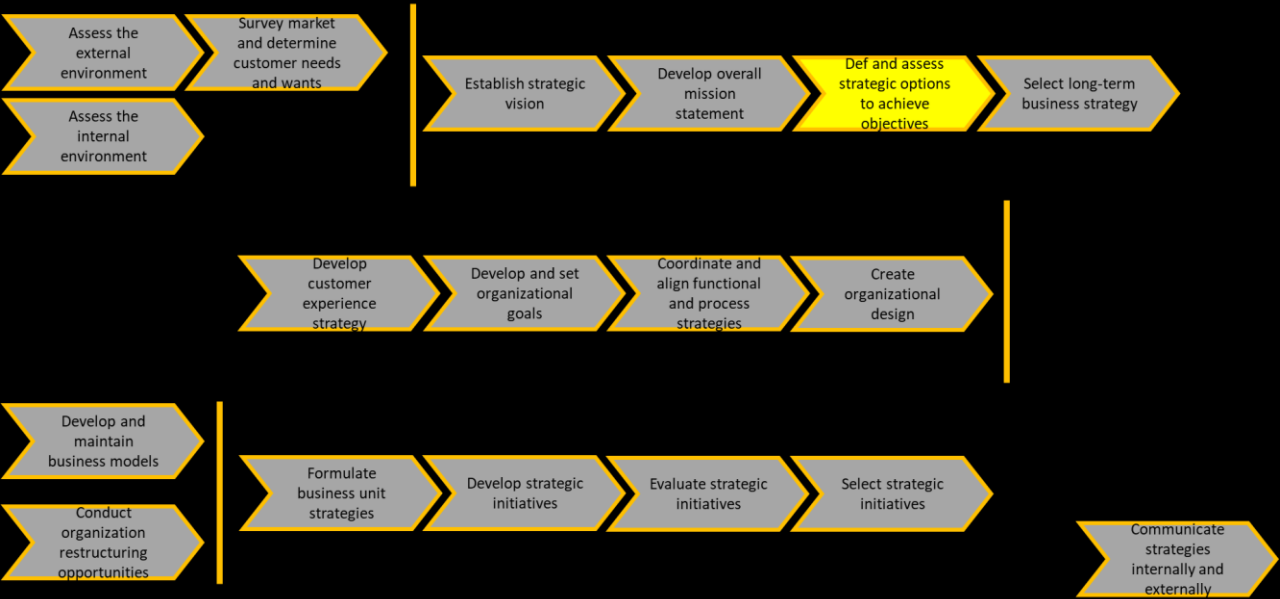 Assess the
external
environment
Survey market
and determine
customer needs
and wants
Assess the
internal
environment
Establish strategic
vision
Develop overall
mission
statement
Def and assess
strategic options
to achieve
objectives
Select long-term
business strategy
Develop
customer
experience
strategy
Develop and set
organizational
goals
Coordinate and
align functional
and process
strategies
Create
organizational
design
Develop and
maintain
business models
Conduct
organization
restructuring
opportunities
Formulate
business unit
strategies
Develop strategic
initiatives
Evaluate strategic
initiatives
Select strategic
initiatives
Communicate
strategies
internally and
externally